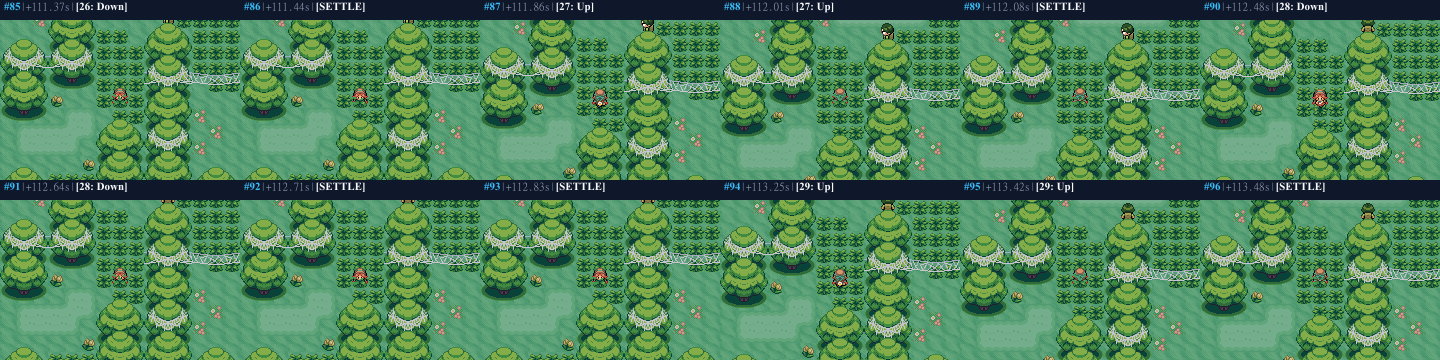 #85|+111.37s|[26: Down] #86|+111.44s|[SETTLE] #87|+111.86s|[27: Up] #88|+112.01s|[27: Up] #89|+112.08s|[SETTLE] #90|+112.48s|[28: Down]
#91|+112.64s|[28: Down] #92|+112.71s|[SETTLE] #93|+112.83s|[SETTLE] #94|+113.25s|[29: Up] #95|+113.42s|[29: Up] #96|+113.48s|[SETTLE]